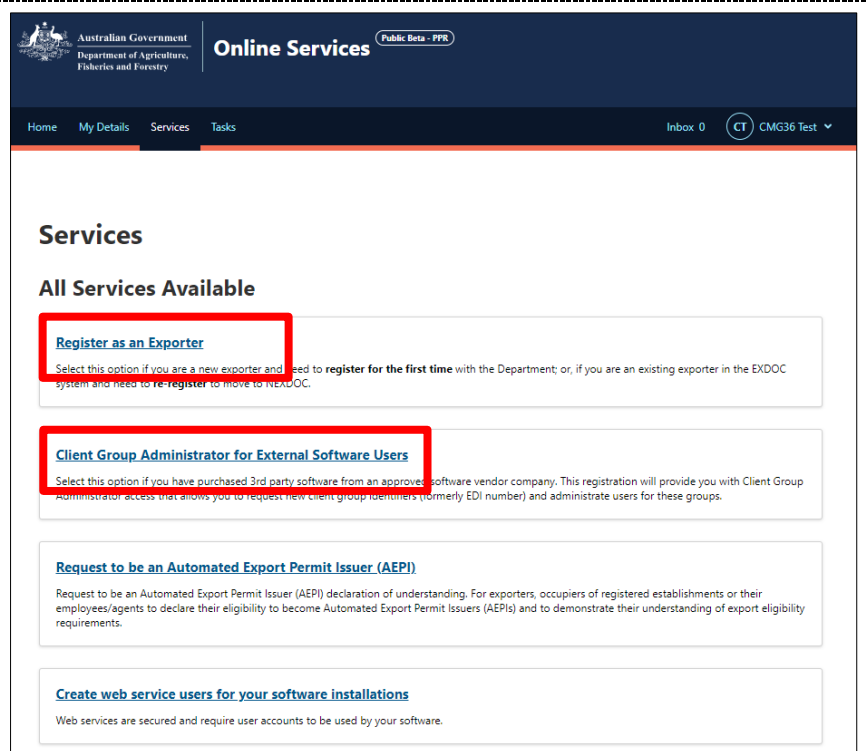 Australian Government
Department of Agriculture,
Fisheries and Forestry
Online Services
Public Beta - PPR
Home My Details Services Tasks
Inbox 0 CT CMG36 Test
Services
All Services Available
Register as an Exporter
Select this option if you are a new exporter and need to register for the first time with the Department; or, if you are an existing exporter in the EXDOC
system and need to re-register to move to NEXDOC.
Client Group Administrator for External Software Users
Select this option if you have purchased 3rd party software from an approved software vendor company. This registration will provide you with Client Group
Administrator access that allows you to request new client group identifiers (formerly EDI number) and administrate users for these groups.
Request to be an Automated Export Permit Issuer (AEPI)
Request to be an Automated Export Permit Issuer (AEPI) declaration of understanding. For exporters, occupiers of registered establishments or their
employees/agents to declare their eligibility to become Automated Export Permit Issuers (AEPIs) and to demonstrate their understanding of export eligibility
requirements.
Create web service users for your software installations
Web services are secured and require user accounts to be used by your software.